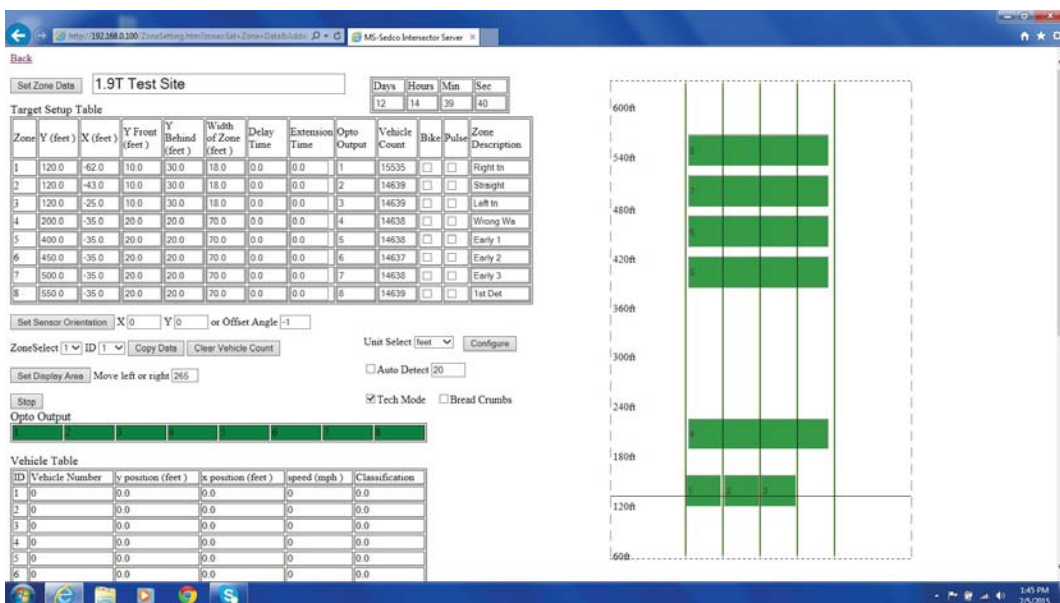 http://192.168.0.100/ZoneSetting.htm?zone=Set+Zone+Data&Addr
MS-Sedco Intersector Server
Back
Set Zone Data 1.9T Test Site
Days Hours Min Sec
12 14 39 40
Target Setup Table
Zone Y (feet) X (feet) Y Front (feet) Y Behind (feet) Width of Zone (feet) Delay Time Extension Time Opto Output Vehicle Count Bike Pulse Zone Description
1 120.0 -62.0 10.0 30.0 18.0 0.0 0.0 1 15535 Right tn
2 120.0 -43.0 10.0 30.0 18.0 0.0 0.0 2 14639 Straight
3 120.0 -25.0 10.0 30.0 18.0 0.0 0.0 3 14639 Left tn
4 200.0 -35.0 20.0 20.0 70.0 0.0 0.0 4 14638 Wrong Wa
5 400.0 -35.0 20.0 20.0 70.0 0.0 0.0 5 14638 Early 1
6 450.0 -35.0 20.0 20.0 70.0 0.0 0.0 6 14637 Early 2
7 500.0 -35.0 20.0 20.0 70.0 0.0 0.0 7 14638 Early 3
8 550.0 -35.0 20.0 20.0 70.0 0.0 0.0 8 14639 1st Det
Set Sensor Orientation X 0 Y 0 or Offset Angle -1
ZoneSelect 1 ID 1 Copy Data Clear Vehicle Count
Unit Select feet Configure
Set Display Area Move left or right 265
Auto Detect 20
Stop
Tech Mode Bread Crumbs
Opto Output
1 2 3 4 5 6 7 8
Vehicle Table
ID Vehicle Number y position (feet ) x position (feet ) speed (mph ) Classification
1 0 0.0 0.0 0 0.0
2 0 0.0 0.0 0 0.0
3 0 0.0 0.0 0 0.0
4 0 0.0 0.0 0 0.0
5 0 0.0 0.0 0 0.0
6 0 0.0 0.0 0 0.0
600ft
540ft
480ft
420ft
360ft
300ft
240ft
180ft
120ft
60ft
8
7
6
5
4
1 2 3
1:45 PM
2/5/2015